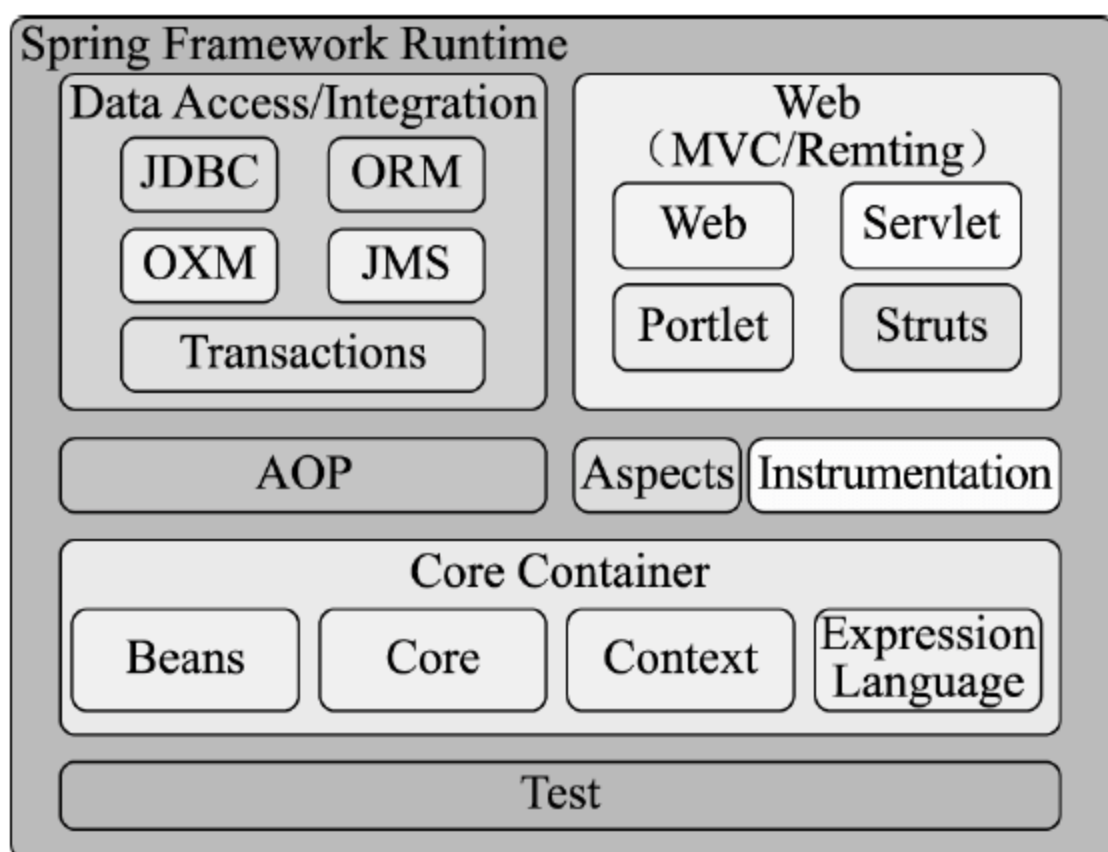 Spring Framework Runtime
Data Access/Integration
JDBC
ORM
OXM
JMS
Transactions
Web
（MVC/Remting）
Web
Servlet
Portlet
Struts
AOP
Aspects
Instrumentation
Core Container
Beans
Core
Context
Expression
Language
Test